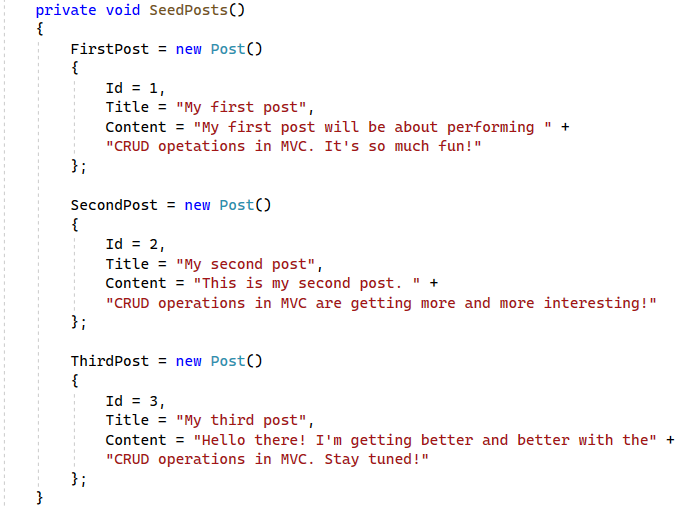 private void SeedPosts()
{
    FirstPost = new Post()
    {
        Id = 1,
        Title = "My first post",
        Content = "My first post will be about performing " +
        "CRUD opetations in MVC. It's so much fun!"
    };

    SecondPost = new Post()
    {
        Id = 2,
        Title = "My second post",
        Content = "This is my second post. " +
        "CRUD operations in MVC are getting more and more interesting!"
    };

    ThirdPost = new Post()
    {
        Id = 3,
        Title = "My third post",
        Content = "Hello there! I'm getting better and better with the" +
        "CRUD operations in MVC. Stay tuned!"
    };
}